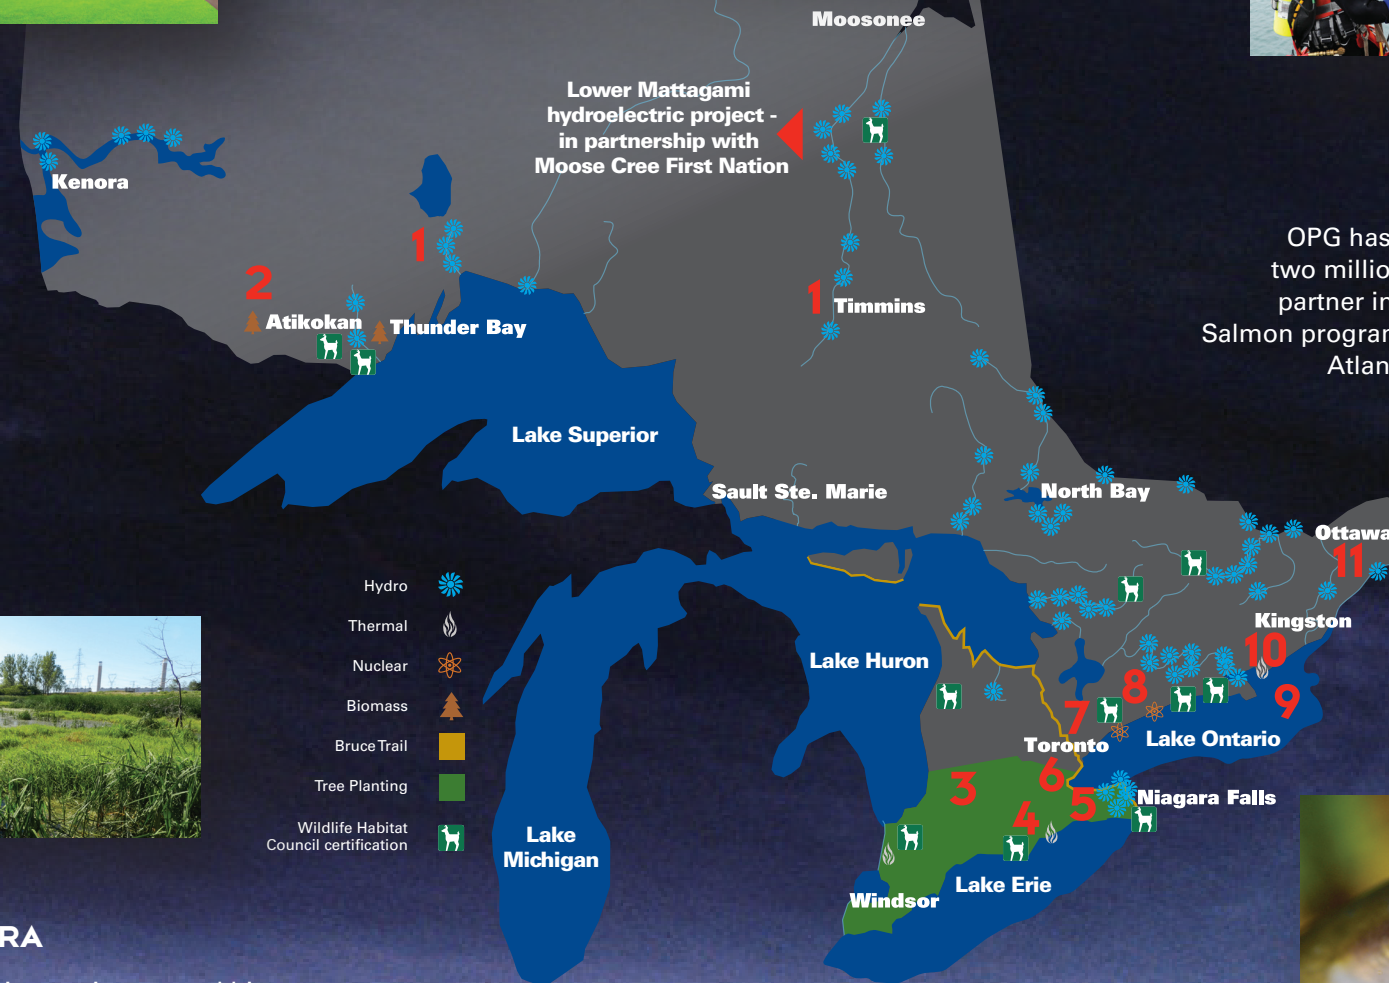 Moosonee
Lower Mattagami
hydroelectric project -
in partnership with
Moose Cree First Nation
Kenora
1
2
Atikokan
Thunder Bay
1
Timmins
OPG has
two millio
partner in
Salmon program
Atlan
Lake Superior
Sault Ste. Marie
North Bay
Ottawa
11
Kingston
10
9
8
7
Lake Huron
Toronto
Lake Ontario
6
5
4
3
Niagara Falls
Lake Erie
Windsor
Lake
Michigan
Hydro
Thermal
Nuclear
Biomass
Bruce Trail
Tree Planting
Wildlife Habitat
Council certification
RA